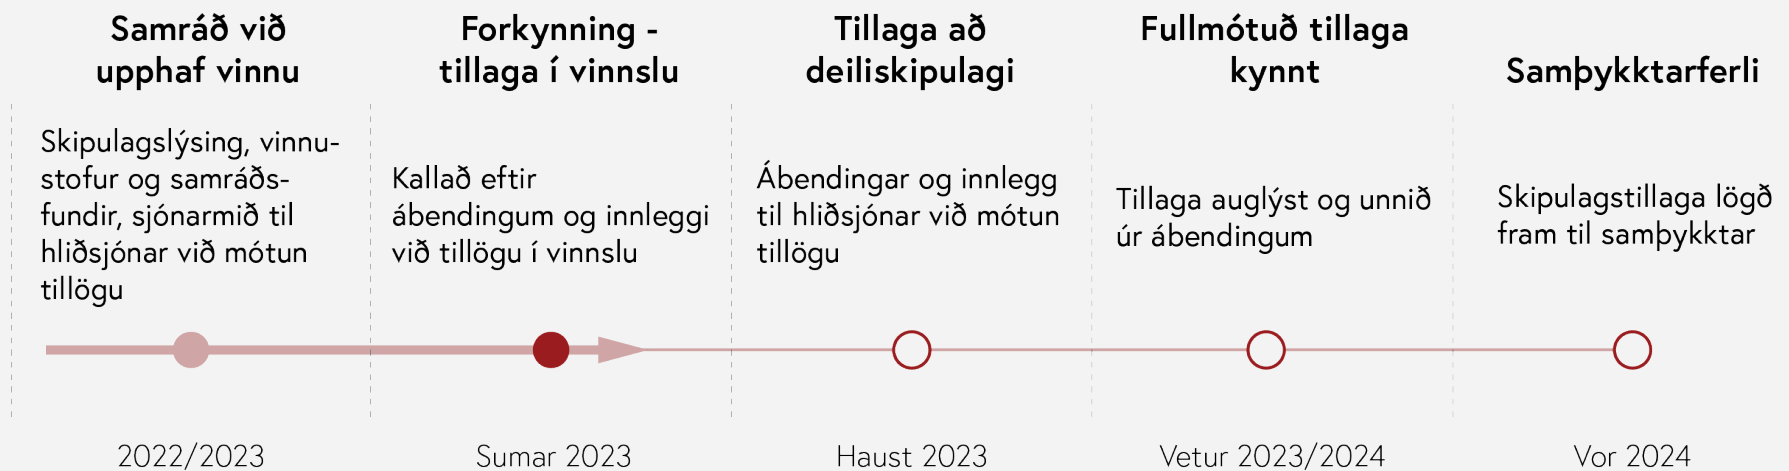 Samráð við
upphaf vinnu
Skipulagslýsing, vinnu-
stofur og samráðs-
fundir, sjónarmið til
hliðsjónar við mótun
tillögu
2022/2023
Forkynning -
tillaga í vinnslu
Kallað eftir
ábendingum og innleggi
við tillögu í vinnslu
Sumar 2023
Tillaga að
deiliskipulagi
Ábendingar og innlegg
til hliðsjónar við mótun
tillögu
Haust 2023
Fullmótuð tillaga
kynnt
Tillaga auglýst og unnið
úr ábendingum
Vetur 2023/2024
Samþykktarferli
Skipulagstillaga lögð
fram til samþykktar
Vor 2024